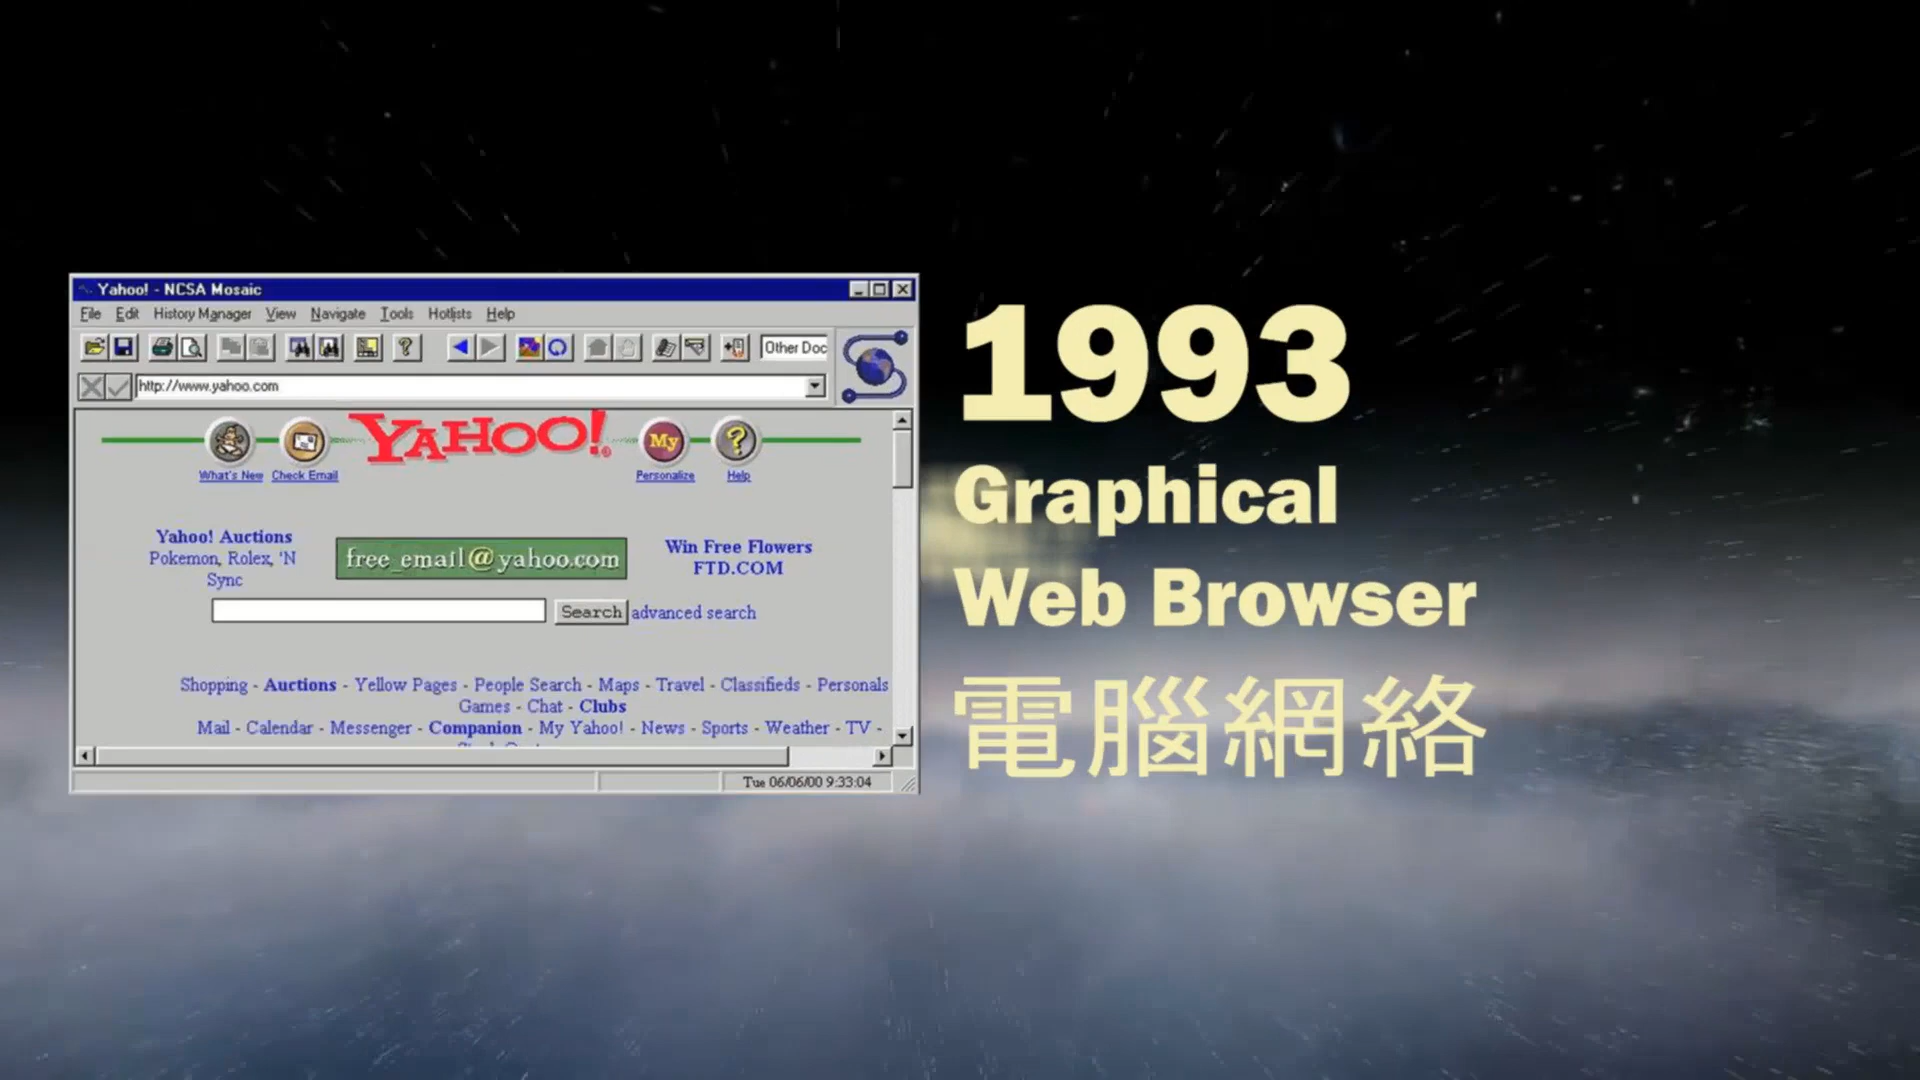 Yahoo! - NCSA Mosaic
File Edit History Manager View Navigate Tools Hotlists Help
Other Doc
http://www.yahoo.com
YAHOO!
My
?
What's New Check Email Personalize Help
Yahoo! Auctions
Pokemon, Rolex, 'N
Sync
free_email@yahoo.com
Win Free Flowers
FTD.COM
Search advanced search
Shopping - Auctions - Yellow Pages - People Search - Maps - Travel - Classifieds - Personals
Games - Chat - Clubs
Mail - Calendar - Messenger - Companion - My Yahoo! - News - Sports - Weather - TV -
Tue 06/06/00 9:33:04
1993
Graphical
Web Browser
電腦網絡